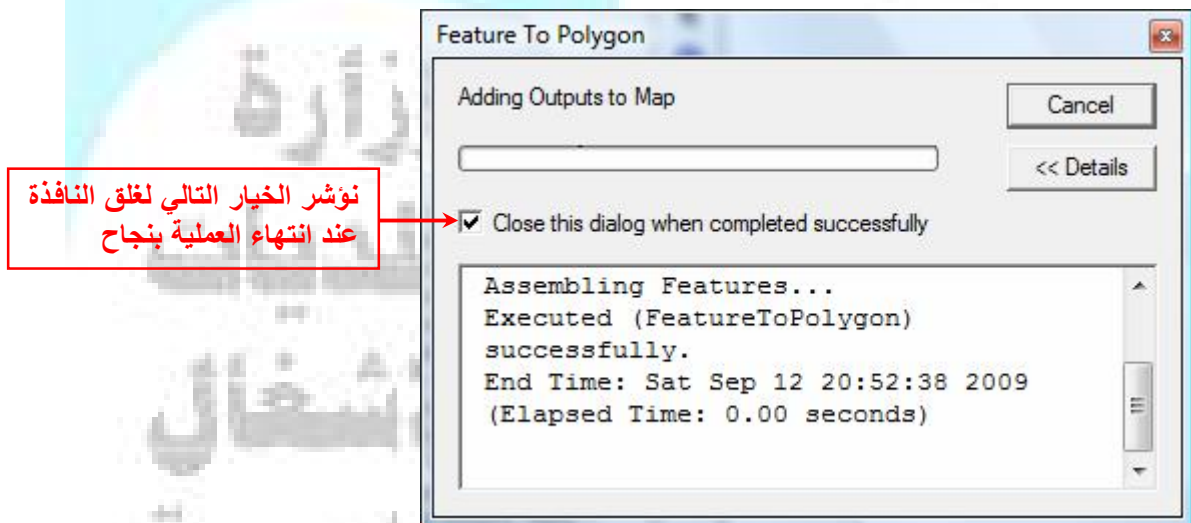 Feature To Polygon
Adding Outputs to Map
Cancel
<< Details
نؤشر الخيار التالي لغلق النافذة
عند انتهاء العملية بنجاح
Close this dialog when completed successfully
Assembling Features...
Executed (FeatureToPolygon)
successfully.
End Time: Sat Sep 12 20:52:38 2009
(Elapsed Time: 0.00 seconds)